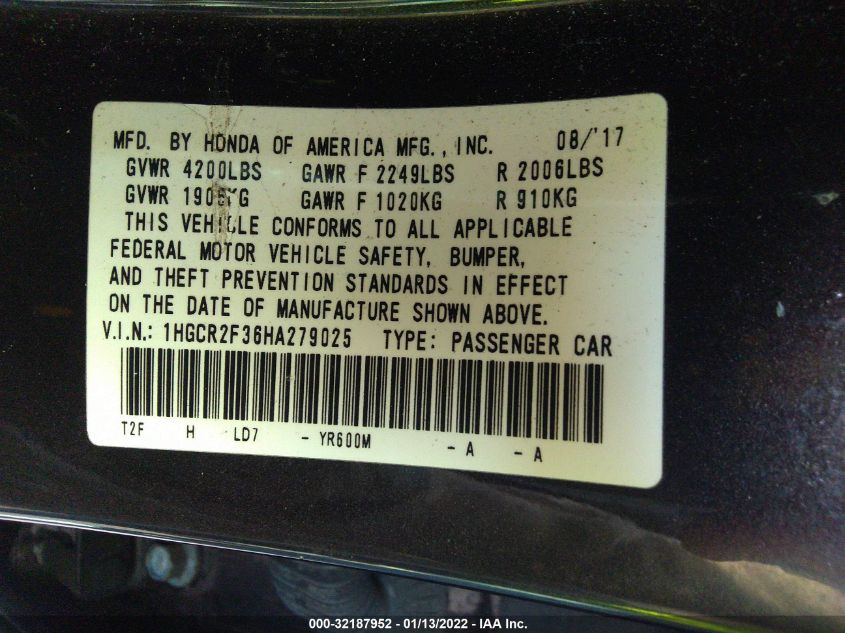 MFD. BY HONDA OF AMERICA MFG., INC. 08/'17
GVWR 4200LBS GAWR F 2249LBS R 2006LBS
GVWR 1905KG GAWR F 1020KG R 910KG
THIS VEHICLE CONFORMS TO ALL APPLICABLE
FEDERAL MOTOR VEHICLE SAFETY, BUMPER,
AND THEFT PREVENTION STANDARDS IN EFFECT
ON THE DATE OF MANUFACTURE SHOWN ABOVE.
V.I.N.: 1HGCR2F36HA279025 TYPE: PASSENGER CAR
T2F H LD7 - YR600M - A - A
000-32187952 - 01/13/2022 - IAA Inc.